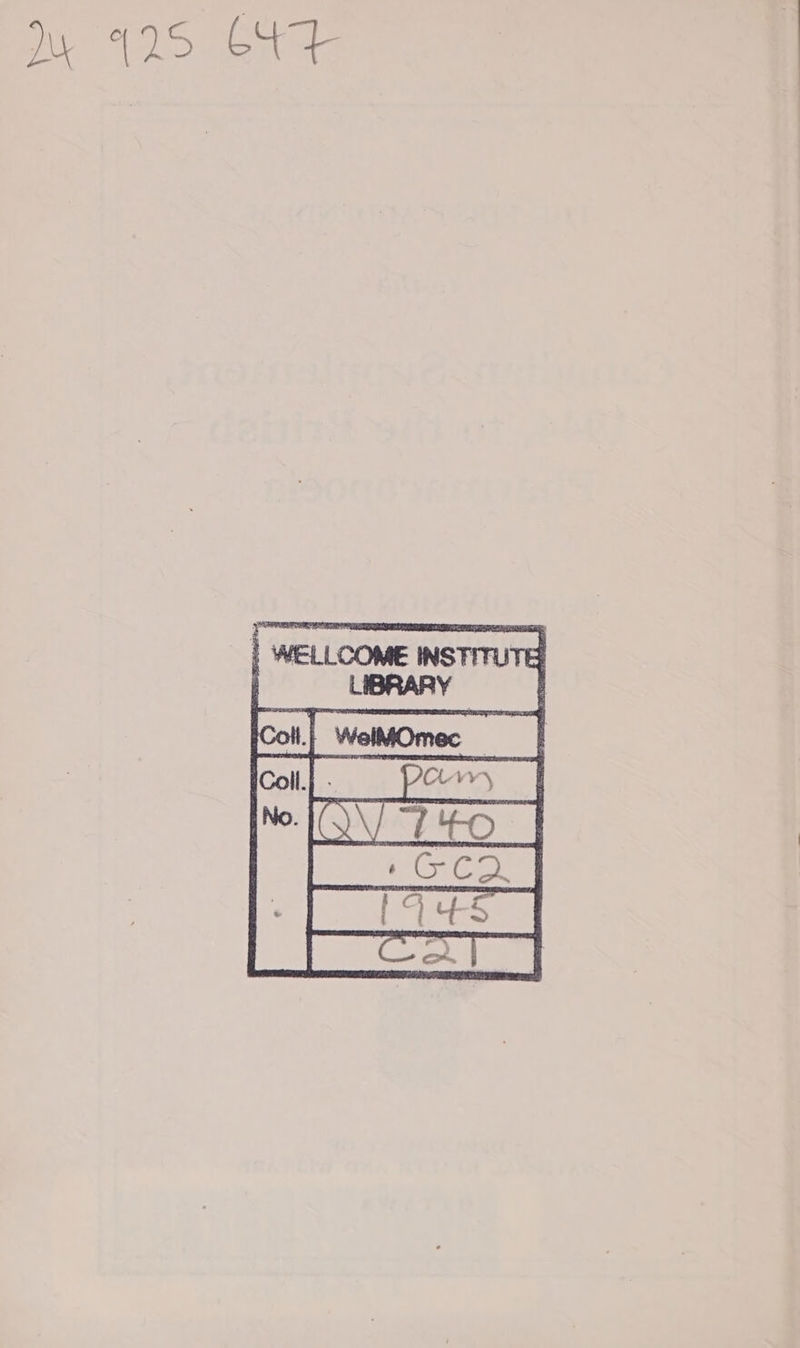 24 925 647
WELLCOME INSTITUTE
LIBRARY
Coll. WelMOmec
Coll. pam
No. QV 740
.GC2
1945
C21